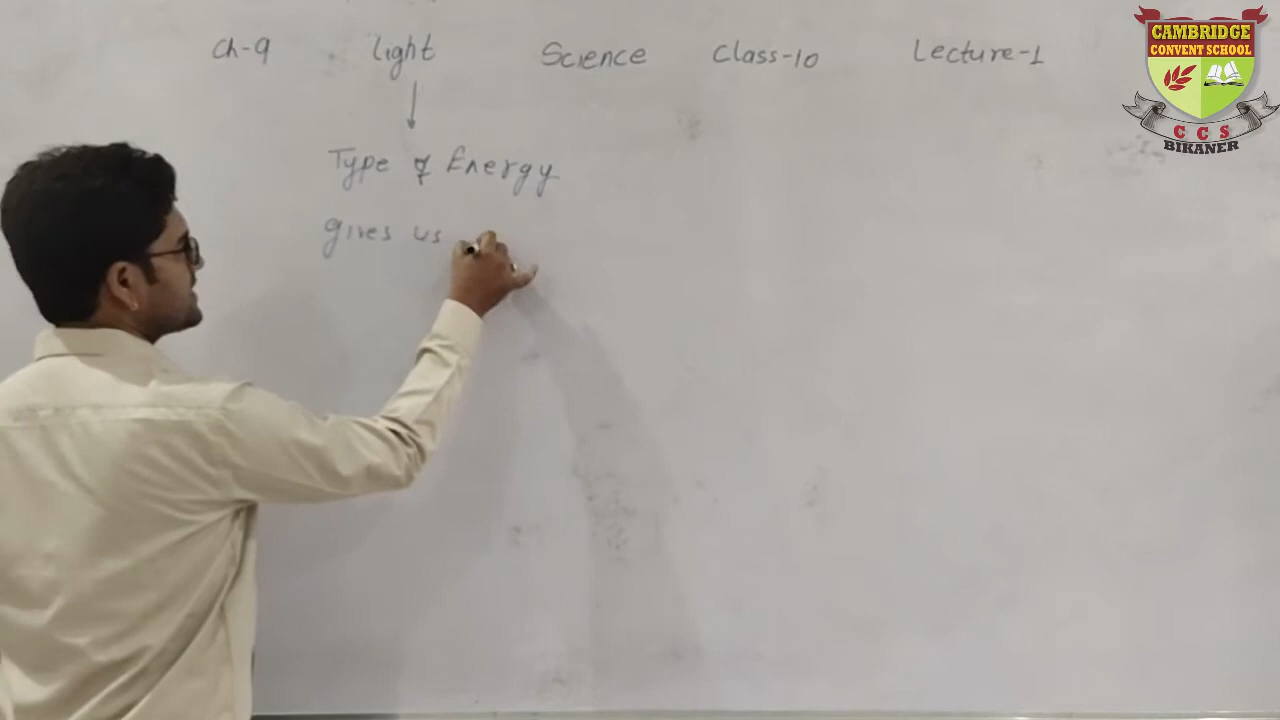 Ch-9 light Science Class-10 Lecture-1
Type of Energy
gives us
CAMBRIDGE
CONVENT SCHOOL
C C S
BIKANER